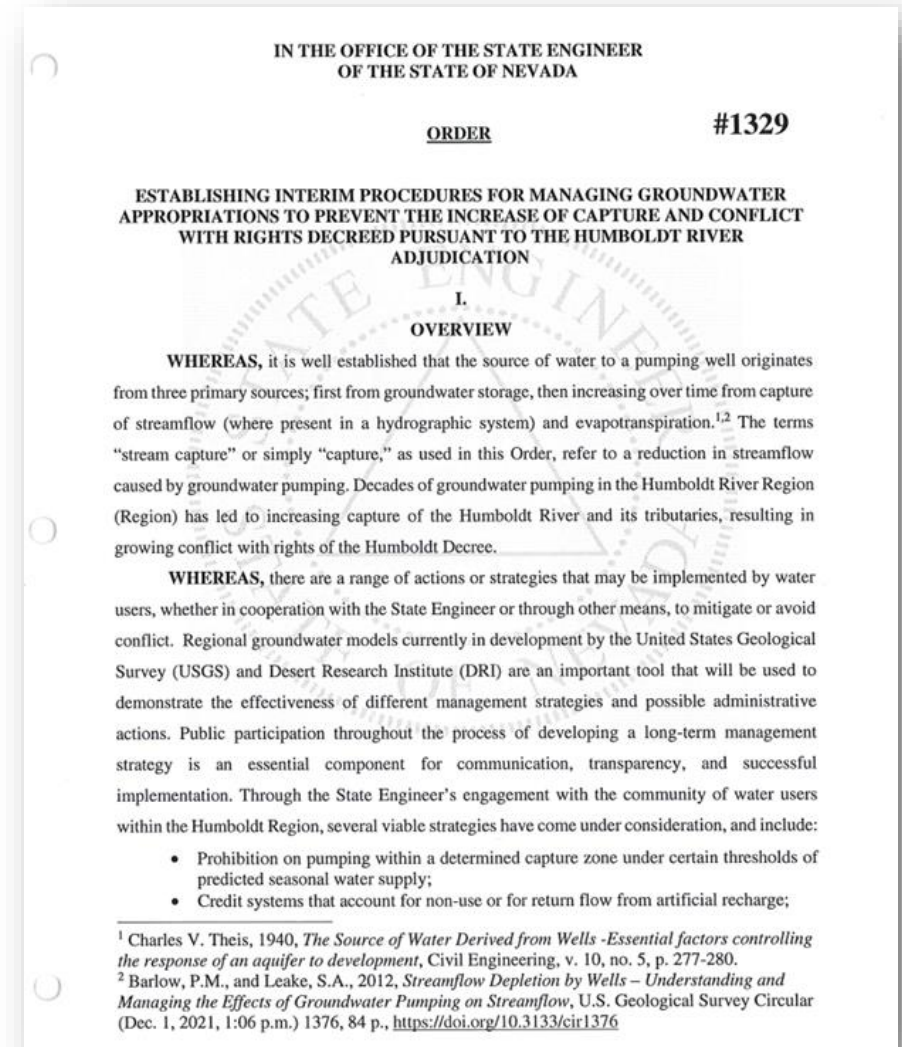 IN THE OFFICE OF THE STATE ENGINEER
OF THE STATE OF NEVADA
#1329
ORDER
ESTABLISHING INTERIM PROCEDURES FOR MANAGING GROUNDWATER
APPROPRIATIONS TO PREVENT THE INCREASE OF CAPTURE AND CONFLICT
WITH RIGHTS DECREED PURSUANT TO THE HUMBOLDT RIVER
ADJUDICATION
STATE ENGINEER
STATE OF NEVADA
I.
OVERVIEW
WHEREAS, it is well established that the source of water to a pumping well originates
from three primary sources; first from groundwater storage, then increasing over time from capture
of streamflow (where present in a hydrographic system) and evapotranspiration.1,2 The terms
“stream capture” or simply “capture,” as used in this Order, refer to a reduction in streamflow
caused by groundwater pumping. Decades of groundwater pumping in the Humboldt River Region
(Region) has led to increasing capture of the Humboldt River and its tributaries, resulting in
growing conflict with rights of the Humboldt Decree.
WHEREAS, there are a range of actions or strategies that may be implemented by water
users, whether in cooperation with the State Engineer or through other means, to mitigate or avoid
conflict. Regional groundwater models currently in development by the United States Geological
Survey (USGS) and Desert Research Institute (DRI) are an important tool that will be used to
demonstrate the effectiveness of different management strategies and possible administrative
actions. Public participation throughout the process of developing a long-term management
strategy is an essential component for communication, transparency, and successful
implementation. Through the State Engineer’s engagement with the community of water users
within the Humboldt Region, several viable strategies have come under consideration, and include:
• Prohibition on pumping within a determined capture zone under certain thresholds of
predicted seasonal water supply;
• Credit systems that account for non-use or for return flow from artificial recharge;
1 Charles V. Theis, 1940, The Source of Water Derived from Wells -Essential factors controlling
the response of an aquifer to development, Civil Engineering, v. 10, no. 5, p. 277-280.
2 Barlow, P.M., and Leake, S.A., 2012, Streamflow Depletion by Wells – Understanding and
Managing the Effects of Groundwater Pumping on Streamflow, U.S. Geological Survey Circular
(Dec. 1, 2021, 1:06 p.m.) 1376, 84 p., https://doi.org/10.3133/cir1376